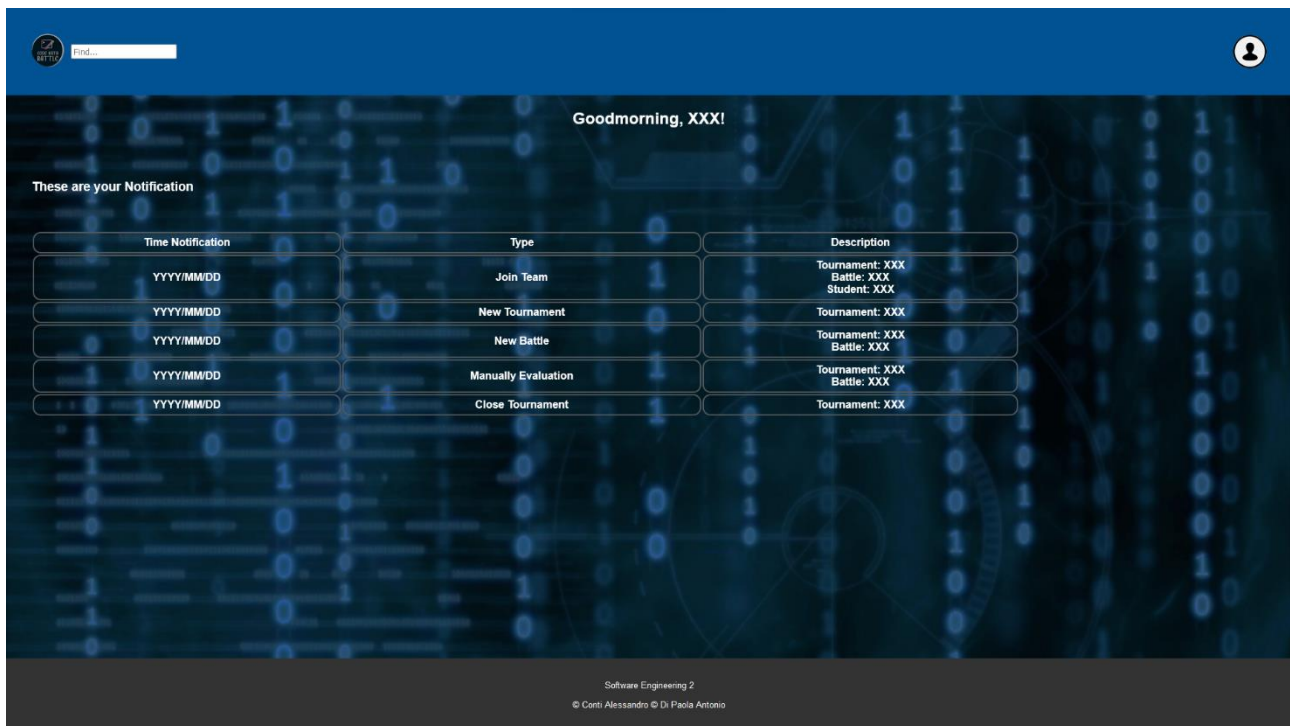 CODE KATA
BATTLE
Find...
Goodmorning, XXX!
These are your Notification
Time Notification Type Description
YYYY/MM/DD Join Team Tournament: XXX
Battle: XXX
Student: XXX
YYYY/MM/DD New Tournament Tournament: XXX
YYYY/MM/DD New Battle Tournament: XXX
Battle: XXX
YYYY/MM/DD Manually Evaluation Tournament: XXX
Battle: XXX
YYYY/MM/DD Close Tournament Tournament: XXX
Software Engineering 2
© Conti Alessandro © Di Paola Antonio